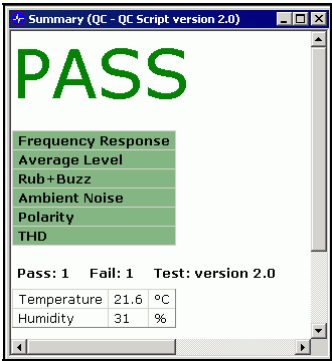 Summary (QC - QC Script version 2.0)
PASS
Frequency Response
Average Level
Rub+Buzz
Ambient Noise
Polarity
THD
Pass: 1 Fail: 1 Test: version 2.0
Temperature 21.6 °C
Humidity 31 %